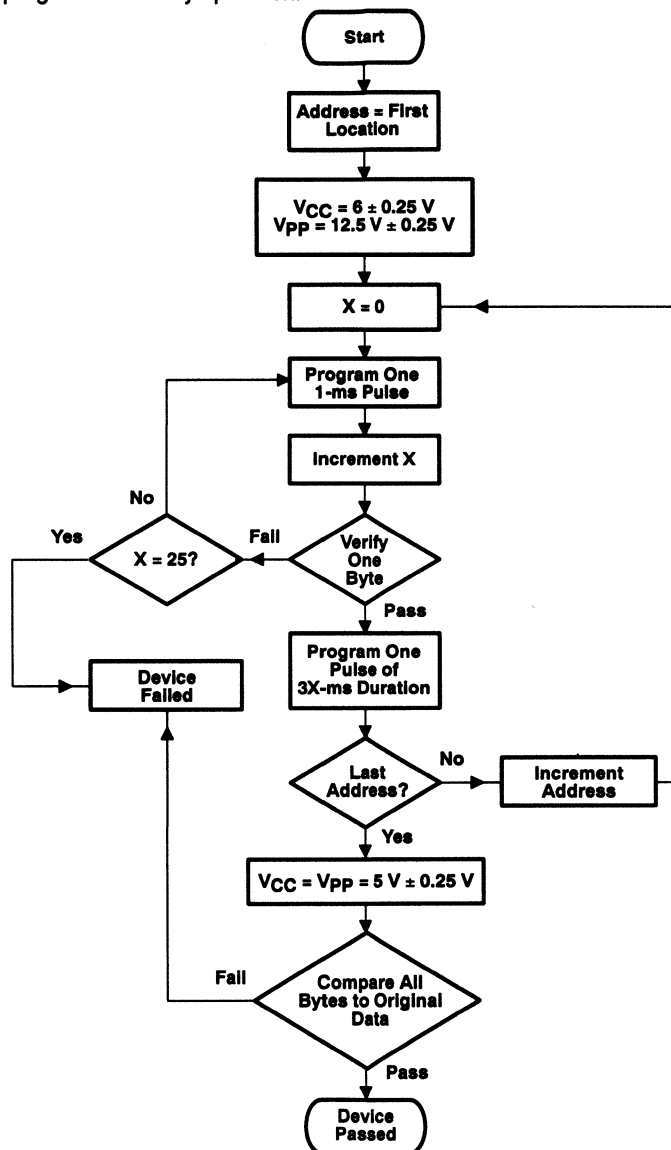 Start
Address = First
Location
VCC = 6 ± 0.25 V
VPP = 12.5 V ± 0.25 V
X = 0
Program One
1-ms Pulse
Increment X
No
Yes
X = 25?
Fail
Verify
One
Byte
Pass
Program One
Pulse of
3X-ms Duration
Device
Failed
Last
Address?
No
Increment
Address
Yes
VCC = VPP = 5 V ± 0.25 V
Fail
Compare All
Bytes to Original
Data
Pass
Device
Passed